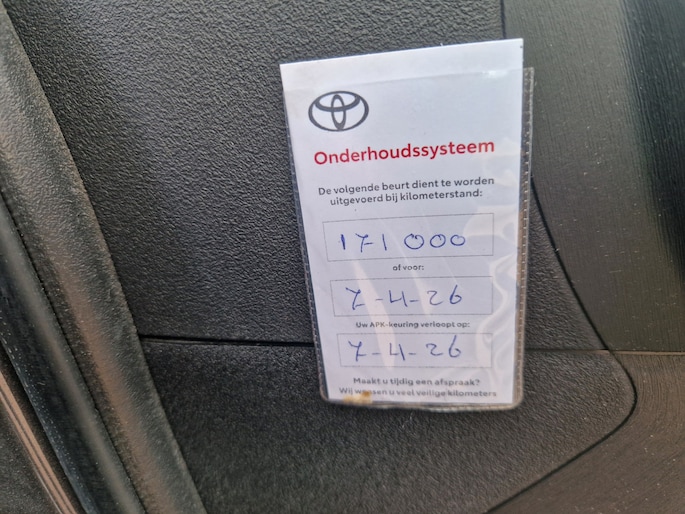 Onderhoudssysteem
De volgende beurt dient te worden
uitgevoerd bij kilometerstand:
171 000
of voor:
7-4-26
Uw APK-keuring verloopt op:
7-4-26
Maakt u tijdig een afspraak?
Wij wensen u veel veilige kilometers